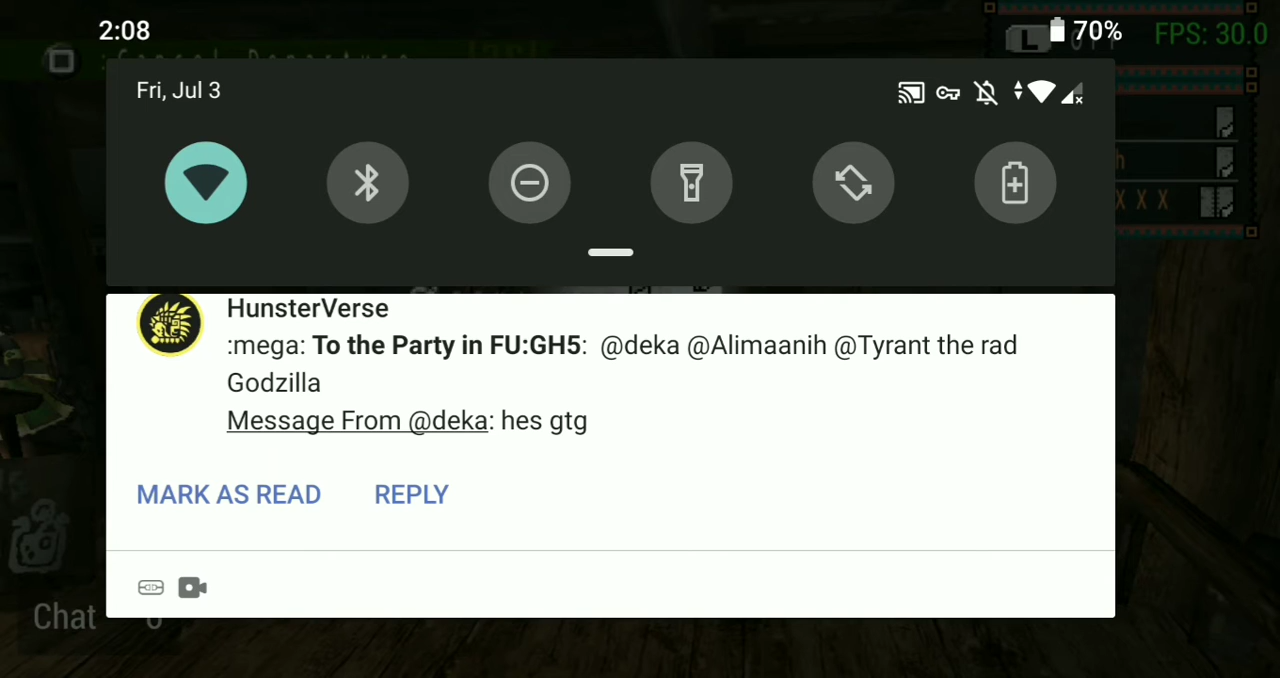 2:08
70%
FPS: 30.0
Fri, Jul 3
L
HunsterVerse
:mega: To the Party in FU:GH5: @deka @Alimaanih @Tyrant the rad
Godzilla
Message From @deka: hes gtg
X X X
MARK AS READ REPLY
Chat